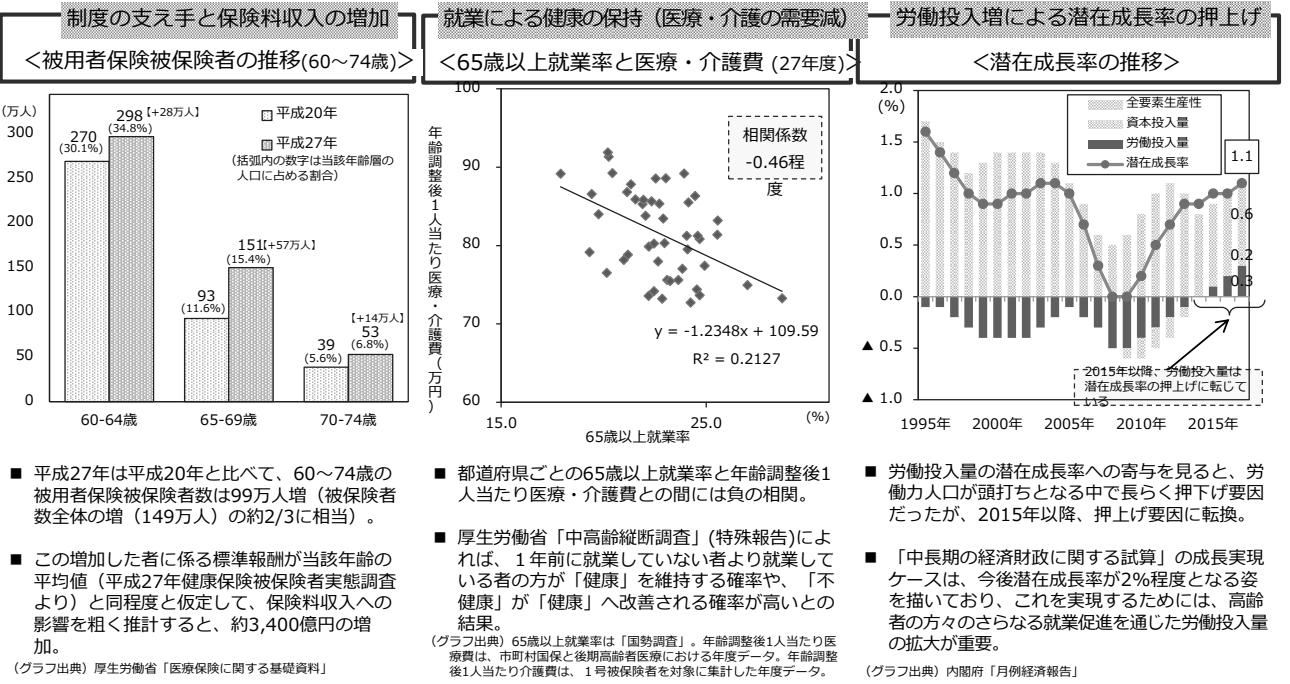 制度の支え手と保険料収入の増加
＜被用者保険被保険者の推移(60～74歳)＞
(万人)
300
250
200
150
100
50
0
270
(30.1%)
298
【+28万人】
(34.8%)
平成20年
平成27年
(括弧内の数字は当該年齢層の
人口に占める割合)
93
(11.6%)
151
【+57万人】
(15.4%)
39
(5.6%)
【+14万人】
53
(6.8%)
60-64歳
65-69歳
70-74歳
■ 平成27年は平成20年と比べて、60～74歳の
被用者保険被保険者数は99万人増（被保険者
数全体の増（149万人）の約2/3に相当）。
■ この増加した者に係る標準報酬が当該年齢の
平均値（平成27年健康保険被保険者実態調査
より）と同程度と仮定して、保険料収入への
影響を粗く推計すると、約3,400億円の増
加。
（グラフ出典）厚生労働省「医療保険に関する基礎資料」
就業による健康の保持（医療・介護の需要減）
＜65歳以上就業率と医療・介護費 (27年度)＞
年齢調整後１人当たり医療・介護費(万円)
100
90
80
70
60
相関係数
-0.46程
度
y = -1.2348x + 109.59
R² = 0.2127
15.0
25.0
(%)
65歳以上就業率
■ 都道府県ごとの65歳以上就業率と年齢調整後1
人当たり医療・介護費との間には負の相関。
■ 厚生労働省「中高齢縦断調査」(特殊報告)によ
れば、１年前に就業していない者より就業して
いる者の方が「健康」を維持する確率や、「不
健康」が「健康」へ改善される確率が高いとの
結果。
（グラフ出典）65歳以上就業率は「国勢調査」。年齢調整後1人当たり医
療費は、市町村国保と後期高齢者医療における年度データ。年齢調整
後1人当たり介護費は、１号被保険者を対象に集計した年度データ。
労働投入増による潜在成長率の押上げ
＜潜在成長率の推移＞
2.0
(%)
1.5
1.0
0.5
0.0
▲ 0.5
▲ 1.0
全要素生産性
資本投入量
労働投入量
潜在成長率
1.1
0.6
0.2
0.3
2015年以降、労働投入量は
潜在成長率の押上げに転じて
いる
1995年
2000年
2005年
2010年
2015年
■ 労働投入量の潜在成長率への寄与を見ると、労
働力人口が頭打ちとなる中で長らく押下げ要因
だったが、2015年以降、押上げ要因に転換。
■ 「中長期の経済財政に関する試算」の成長実現
ケースは、今後潜在成長率が2%程度となる姿
を描いており、これを実現するためには、高齢
者の方々のさらなる就業促進を通じた労働投入量
の拡大が重要。
（グラフ出典）内閣府「月例経済報告」